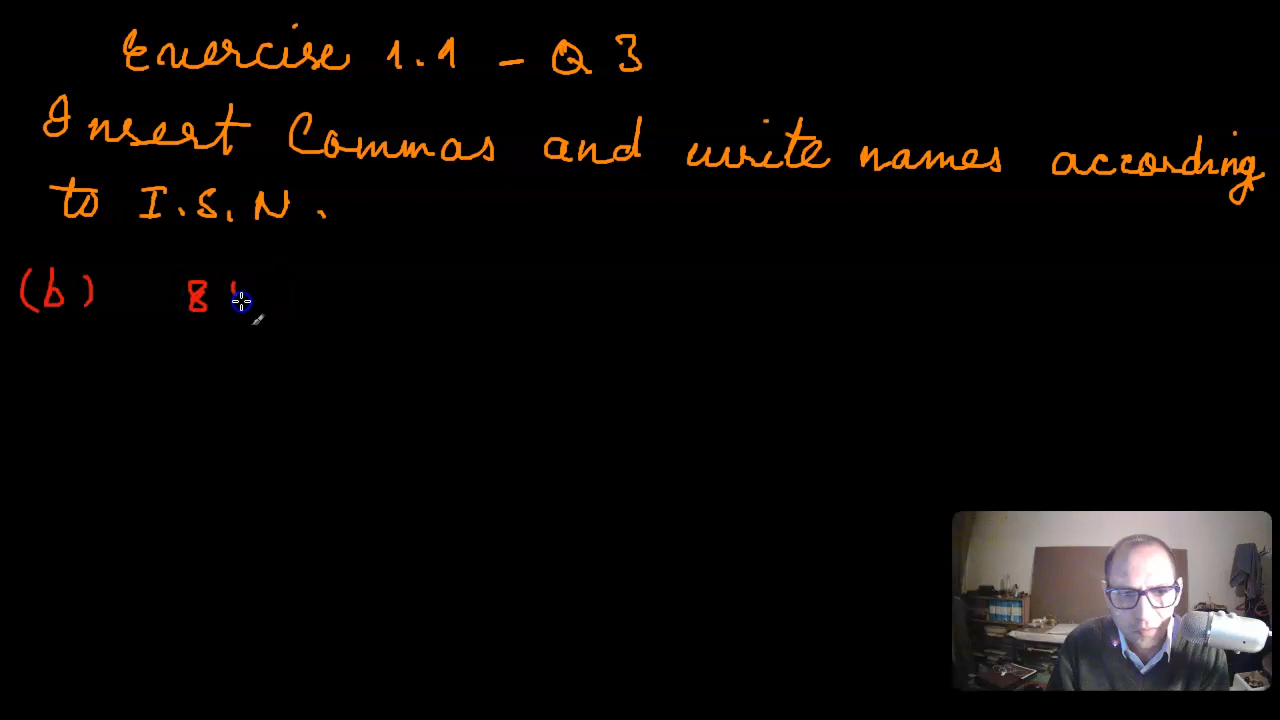 Exercise 1.1 - Q 3
Insert Commas and write names according
to I.S.N.
(b) 8